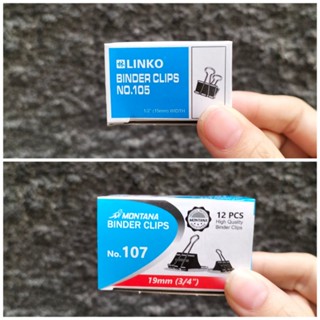 LINKO
BINDER CLIPS
NO.105
MONTANA
BINDER CLIPS
No. 107
MONTANA
12 PCS
High Quality
Binder Clips
19mm (3/4")